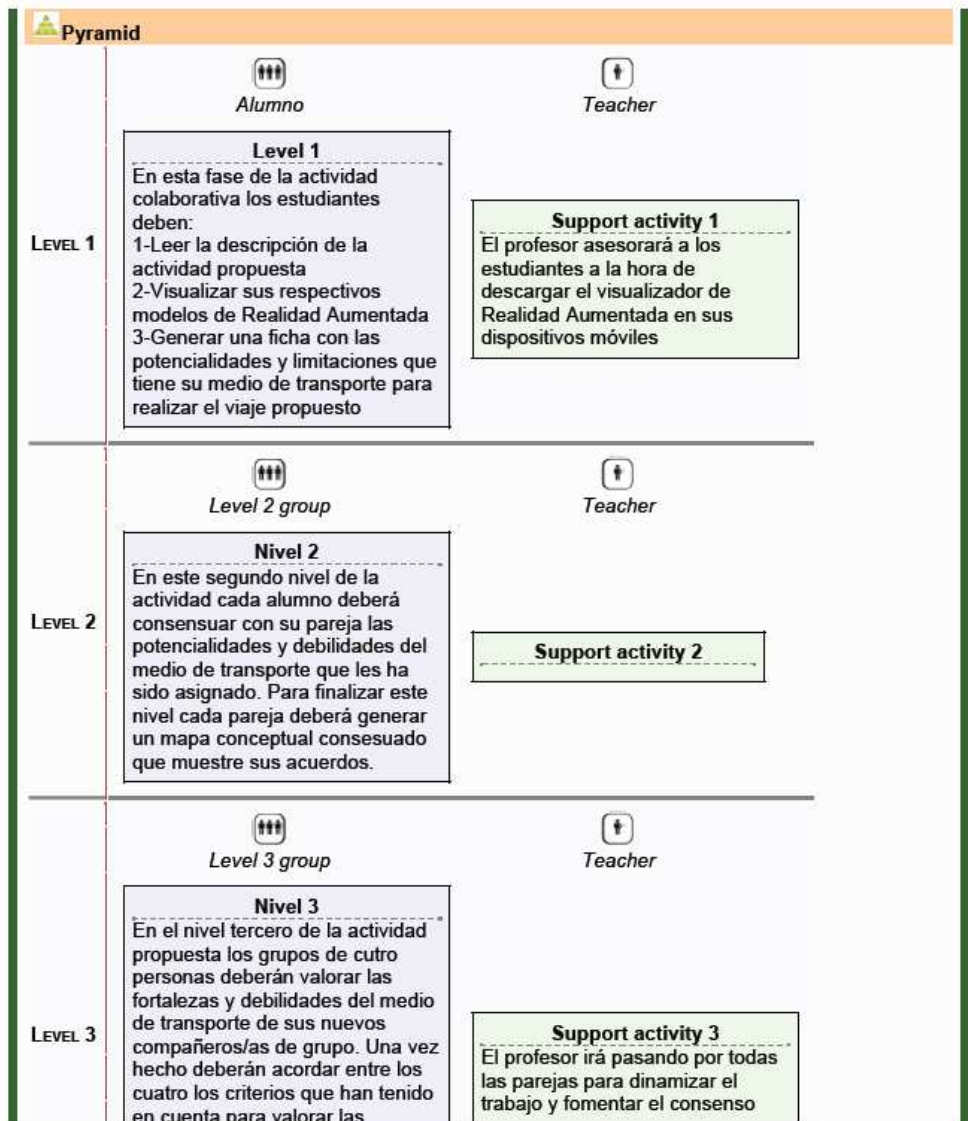 Pyramid
Alumno
Teacher
LEVEL 1
Level 1
En esta fase de la actividad
colaborativa los estudiantes
deben:
1-Leer la descripción de la
actividad propuesta
2-Visualizar sus respectivos
modelos de Realidad Aumentada
3-Generar una ficha con las
potencialidades y limitaciones que
tiene su medio de transporte para
realizar el viaje propuesto
Support activity 1
El profesor asesorará a los
estudiantes a la hora de
descargar el visualizador de
Realidad Aumentada en sus
dispositivos móviles
Level 2 group
Teacher
LEVEL 2
Nivel 2
En este segundo nivel de la
actividad cada alumno deberá
consensuar con su pareja las
potencialidades y debilidades del
medio de transporte que les ha
sido asignado. Para finalizar este
nivel cada pareja deberá generar
un mapa conceptual consesuado
que muestre sus acuerdos.
Support activity 2
Level 3 group
Teacher
LEVEL 3
Nivel 3
En el nivel tercero de la actividad
propuesta los grupos de cutro
personas deberán valorar las
fortalezas y debilidades del medio
de transporte de sus nuevos
compañeros/as de grupo. Una vez
hecho deberán acordar entre los
cuatro los criterios que han tenido
en cuenta para valorar las
Support activity 3
El profesor irá pasando por todas
las parejas para dinamizar el
trabajo y fomentar el consenso